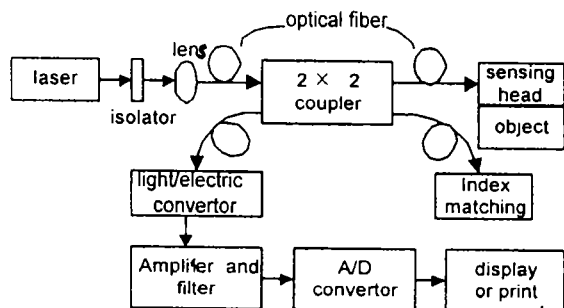 optical fiber
lens
laser
isolator
2 × 2
coupler
sensing
head
object
light/electric
convertor
Index
matching
Amplifier and
filter
A/D
convertor
display
or print